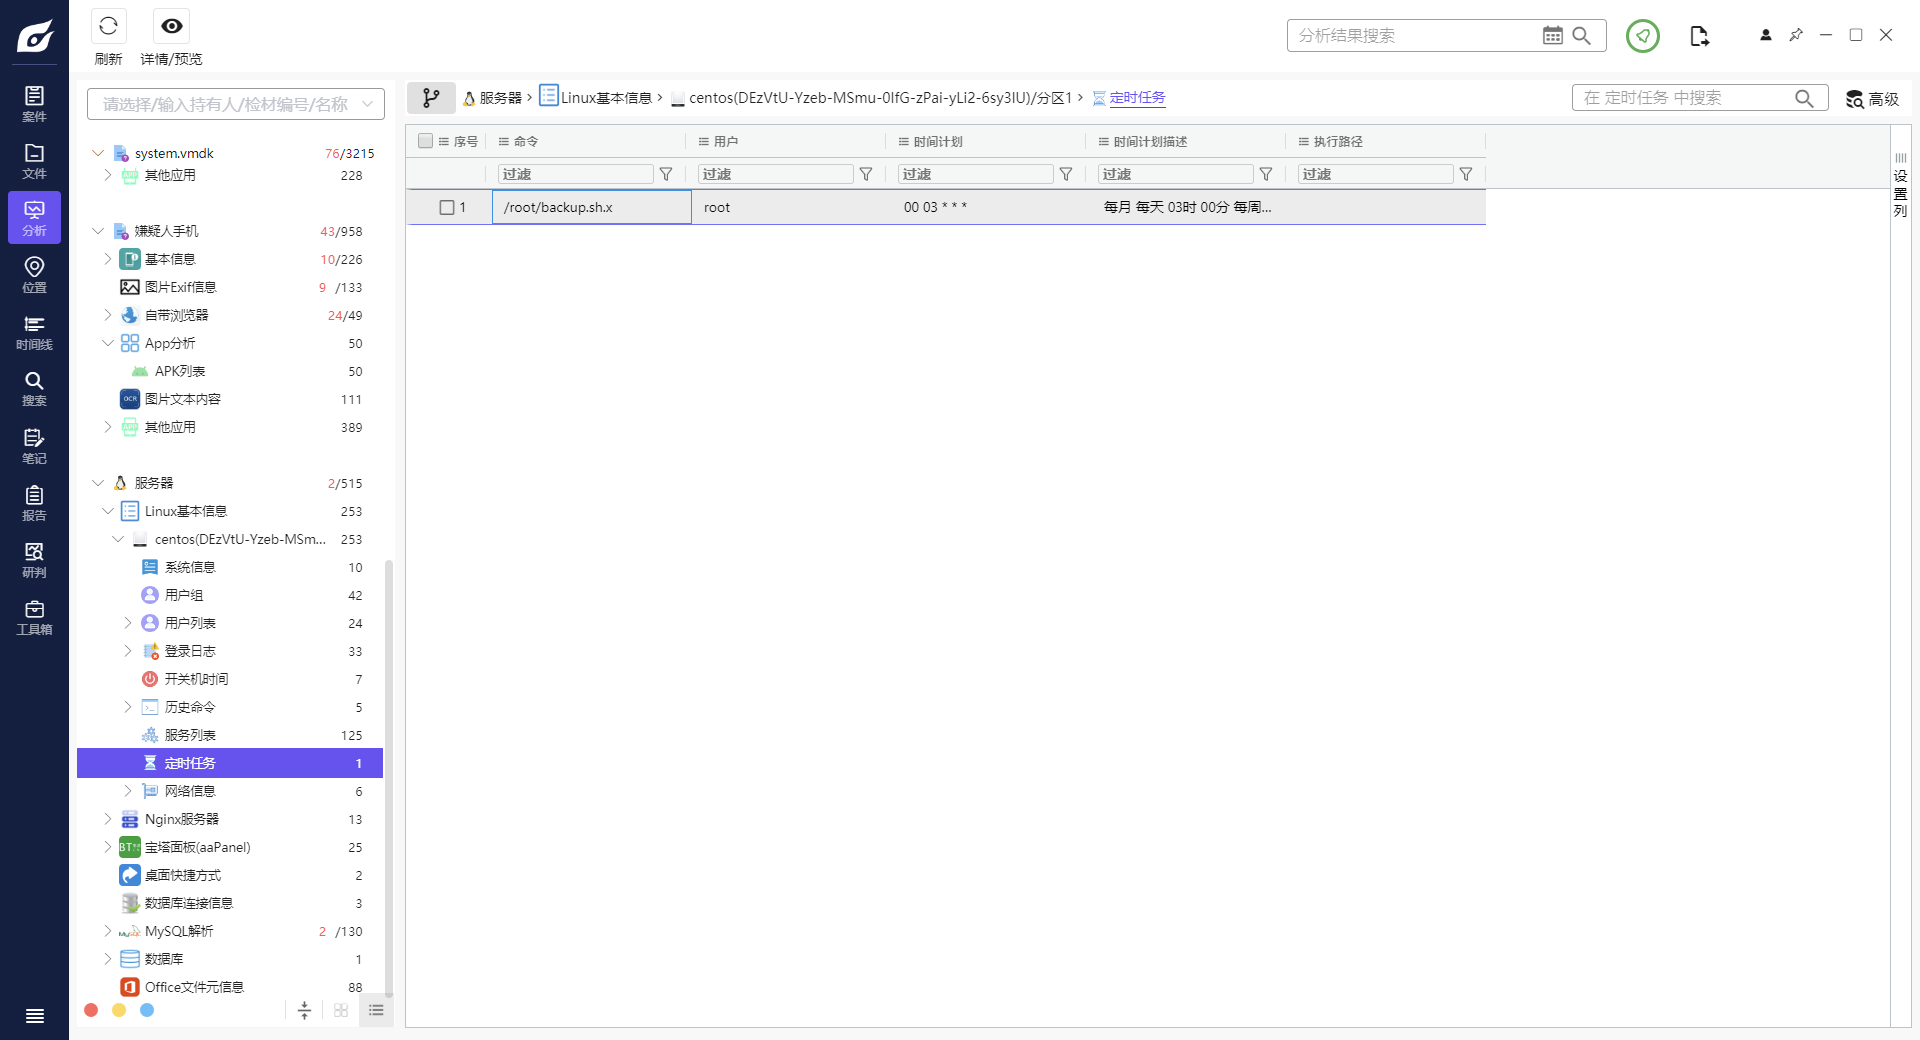 刷新
详情/预览
分析结果搜索
案件
文件
分析
位置
时间线
搜索
笔记
报告
研判
工具箱
请选择/输入持有人/检材编号/名称
system.vmdk 76/3215
其他应用 228
嫌疑人手机 43/958
基本信息 10/226
图片Exif信息 9 /133
自带浏览器 24/49
App分析 50
APK列表 50
OCR 图片文本内容 111
其他应用 389
服务器 2/515
Linux基本信息 253
centos(DEzVtU-Yzeb-MSm... 253
系统信息 10
用户组 42
用户列表 24
登录日志 33
开关机时间 7
历史命令 5
服务列表 125
定时任务 1
网络信息 6
Nginx服务器 13
宝塔面板(aaPanel) 25
桌面快捷方式 2
数据库连接信息 3
MySQL解析 2 /130
数据库 1
Office文件元信息 88
服务器 > Linux基本信息 > centos(DEzVtU-Yzeb-MSmu-0lfG-zPai-yLi2-6sy3IU)/分区1 > 定时任务
在 定时任务 中搜索
高级
序号 命令 用户 时间计划 时间计划描述 执行路径
过滤 过滤 过滤 过滤 过滤
1 /root/backup.sh.x root 00 03 * * * 每月 每天 03时 00分 每周...
设置列